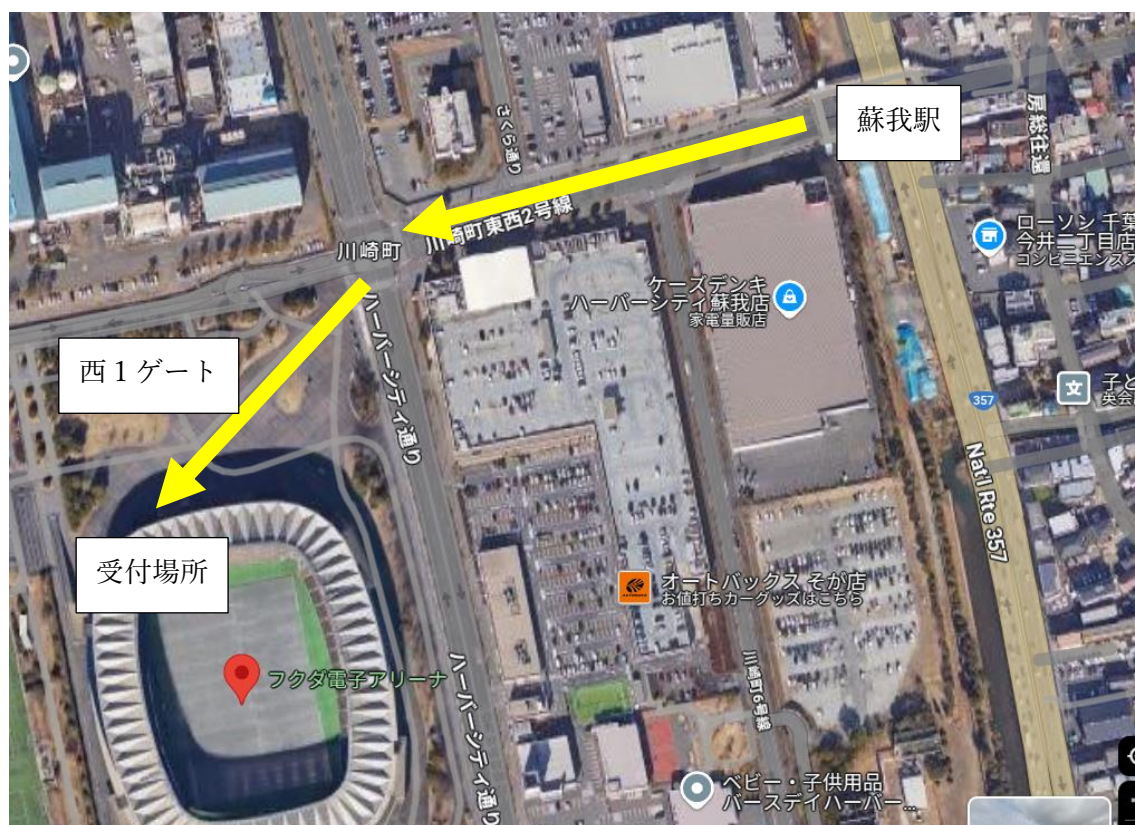 蘇我駅
さくら通り
房総往還
川崎町東西2号線
川崎町
ローソン 千葉
今井二丁目店
コンビニエンスス
ケーズデンキ
ハーバーシティ蘇我店
家電量販店
西１ゲート
ハーバーシティ通り
文
子ど
英会
357
Nat'l Rte 357
受付場所
オートバックス そが店
お値打ちカーグッズはこちら
フクダ電子アリーナ
ハーバーシティ通り
川崎町6号線
ベビー・子供用品
バースデイハーバー...